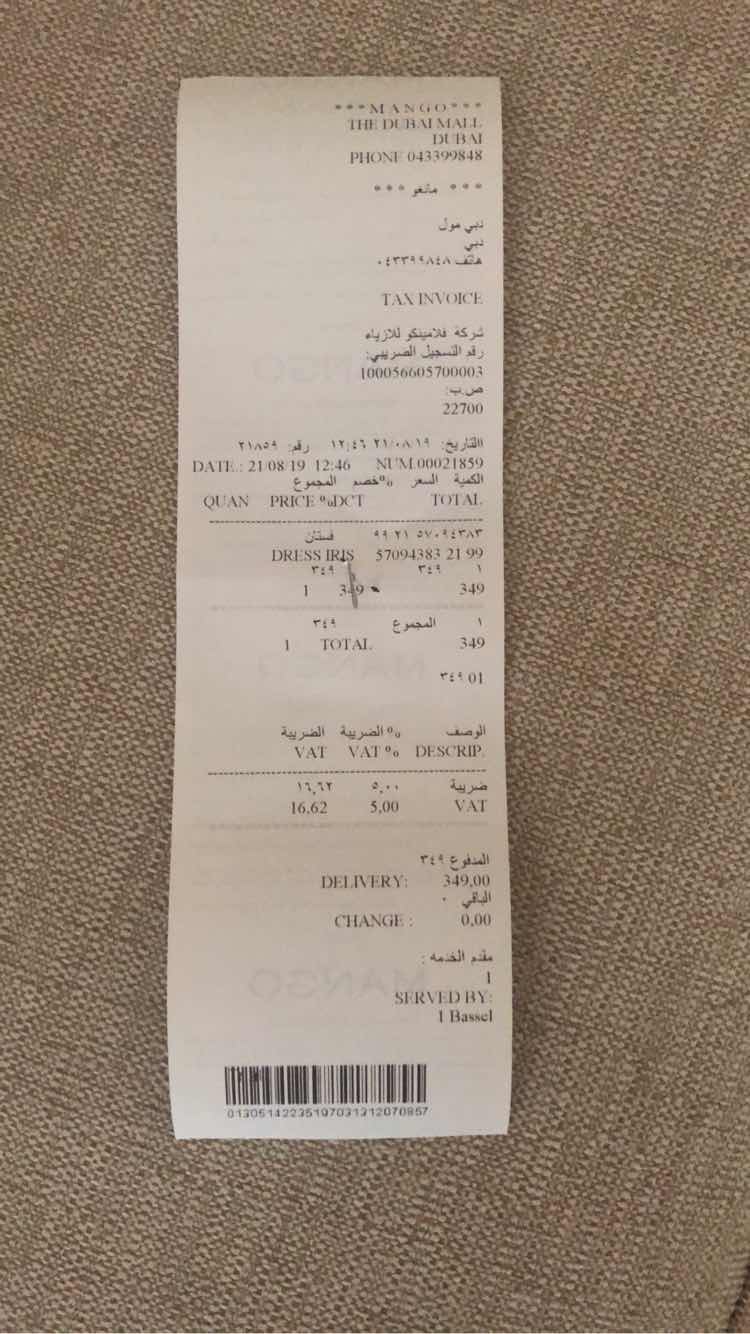 ***MANGO***
THE DUBAI MALL
DUBAI
PHONE 043399848
*** مانغو ***
دبي مول
دبي
هاتف ٠٤٣٣٩٩٨٤٨
TAX INVOICE
شركة فلامينكو للازياء
رقم التسجيل الضريبي:
100056605700003
ص.ب:
22700
التاريخ: ٢١/٠٨/١٩ ١٢:٤٦ رقم: ٢١٨٥٩
DATE.: 21/08/19 12:46 NUM.00021859
الكمية السعر %خصم المجموع
QUAN PRICE %DCT TOTAL
فستان ٥٧٠٩٤٣٨٣ ٢١ ٩٩
DRESS IRIS 57094383 21 99
١ ٣٤٩ ٣٤٩
1 349 349
١ المجموع ٣٤٩
1 TOTAL 349
٣٤٩ 01
الوصف %الضريبة الضريبة
VAT VAT % DESCRIP.
ضريبة ٥,٠٠ ١٦,٦٢
16,62 5,00 VAT
المدفوع ٣٤٩
DELIVERY: 349,00
الباقي ٠
CHANGE : 0,00
مقدم الخدمه :
1
SERVED BY:
1 Bassel
01305142235197031312070857